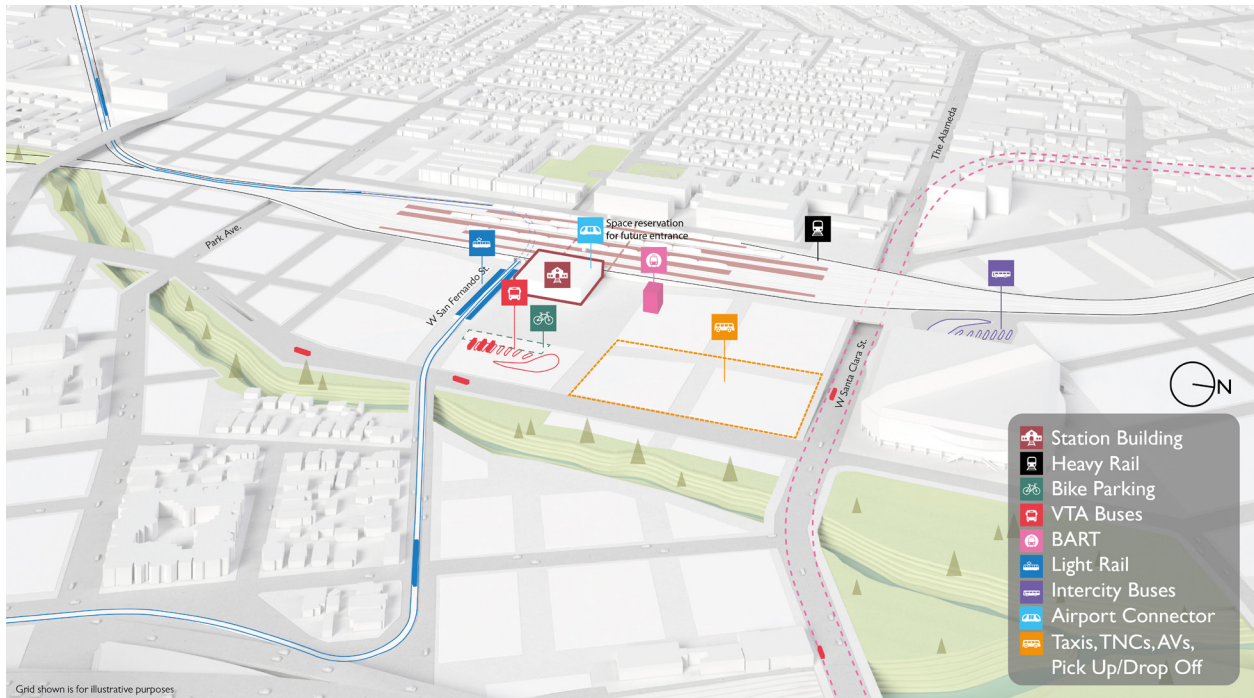 The Alameda
Space reservation
for future entrance
Park Ave.
W San Fernando St.
W Santa Clara St.
N
Station Building
Heavy Rail
Bike Parking
VTA Buses
BART
Light Rail
Intercity Buses
Airport Connector
Taxis, TNCs, AVs,
Pick Up/Drop Off
Grid shown is for illustrative purposes